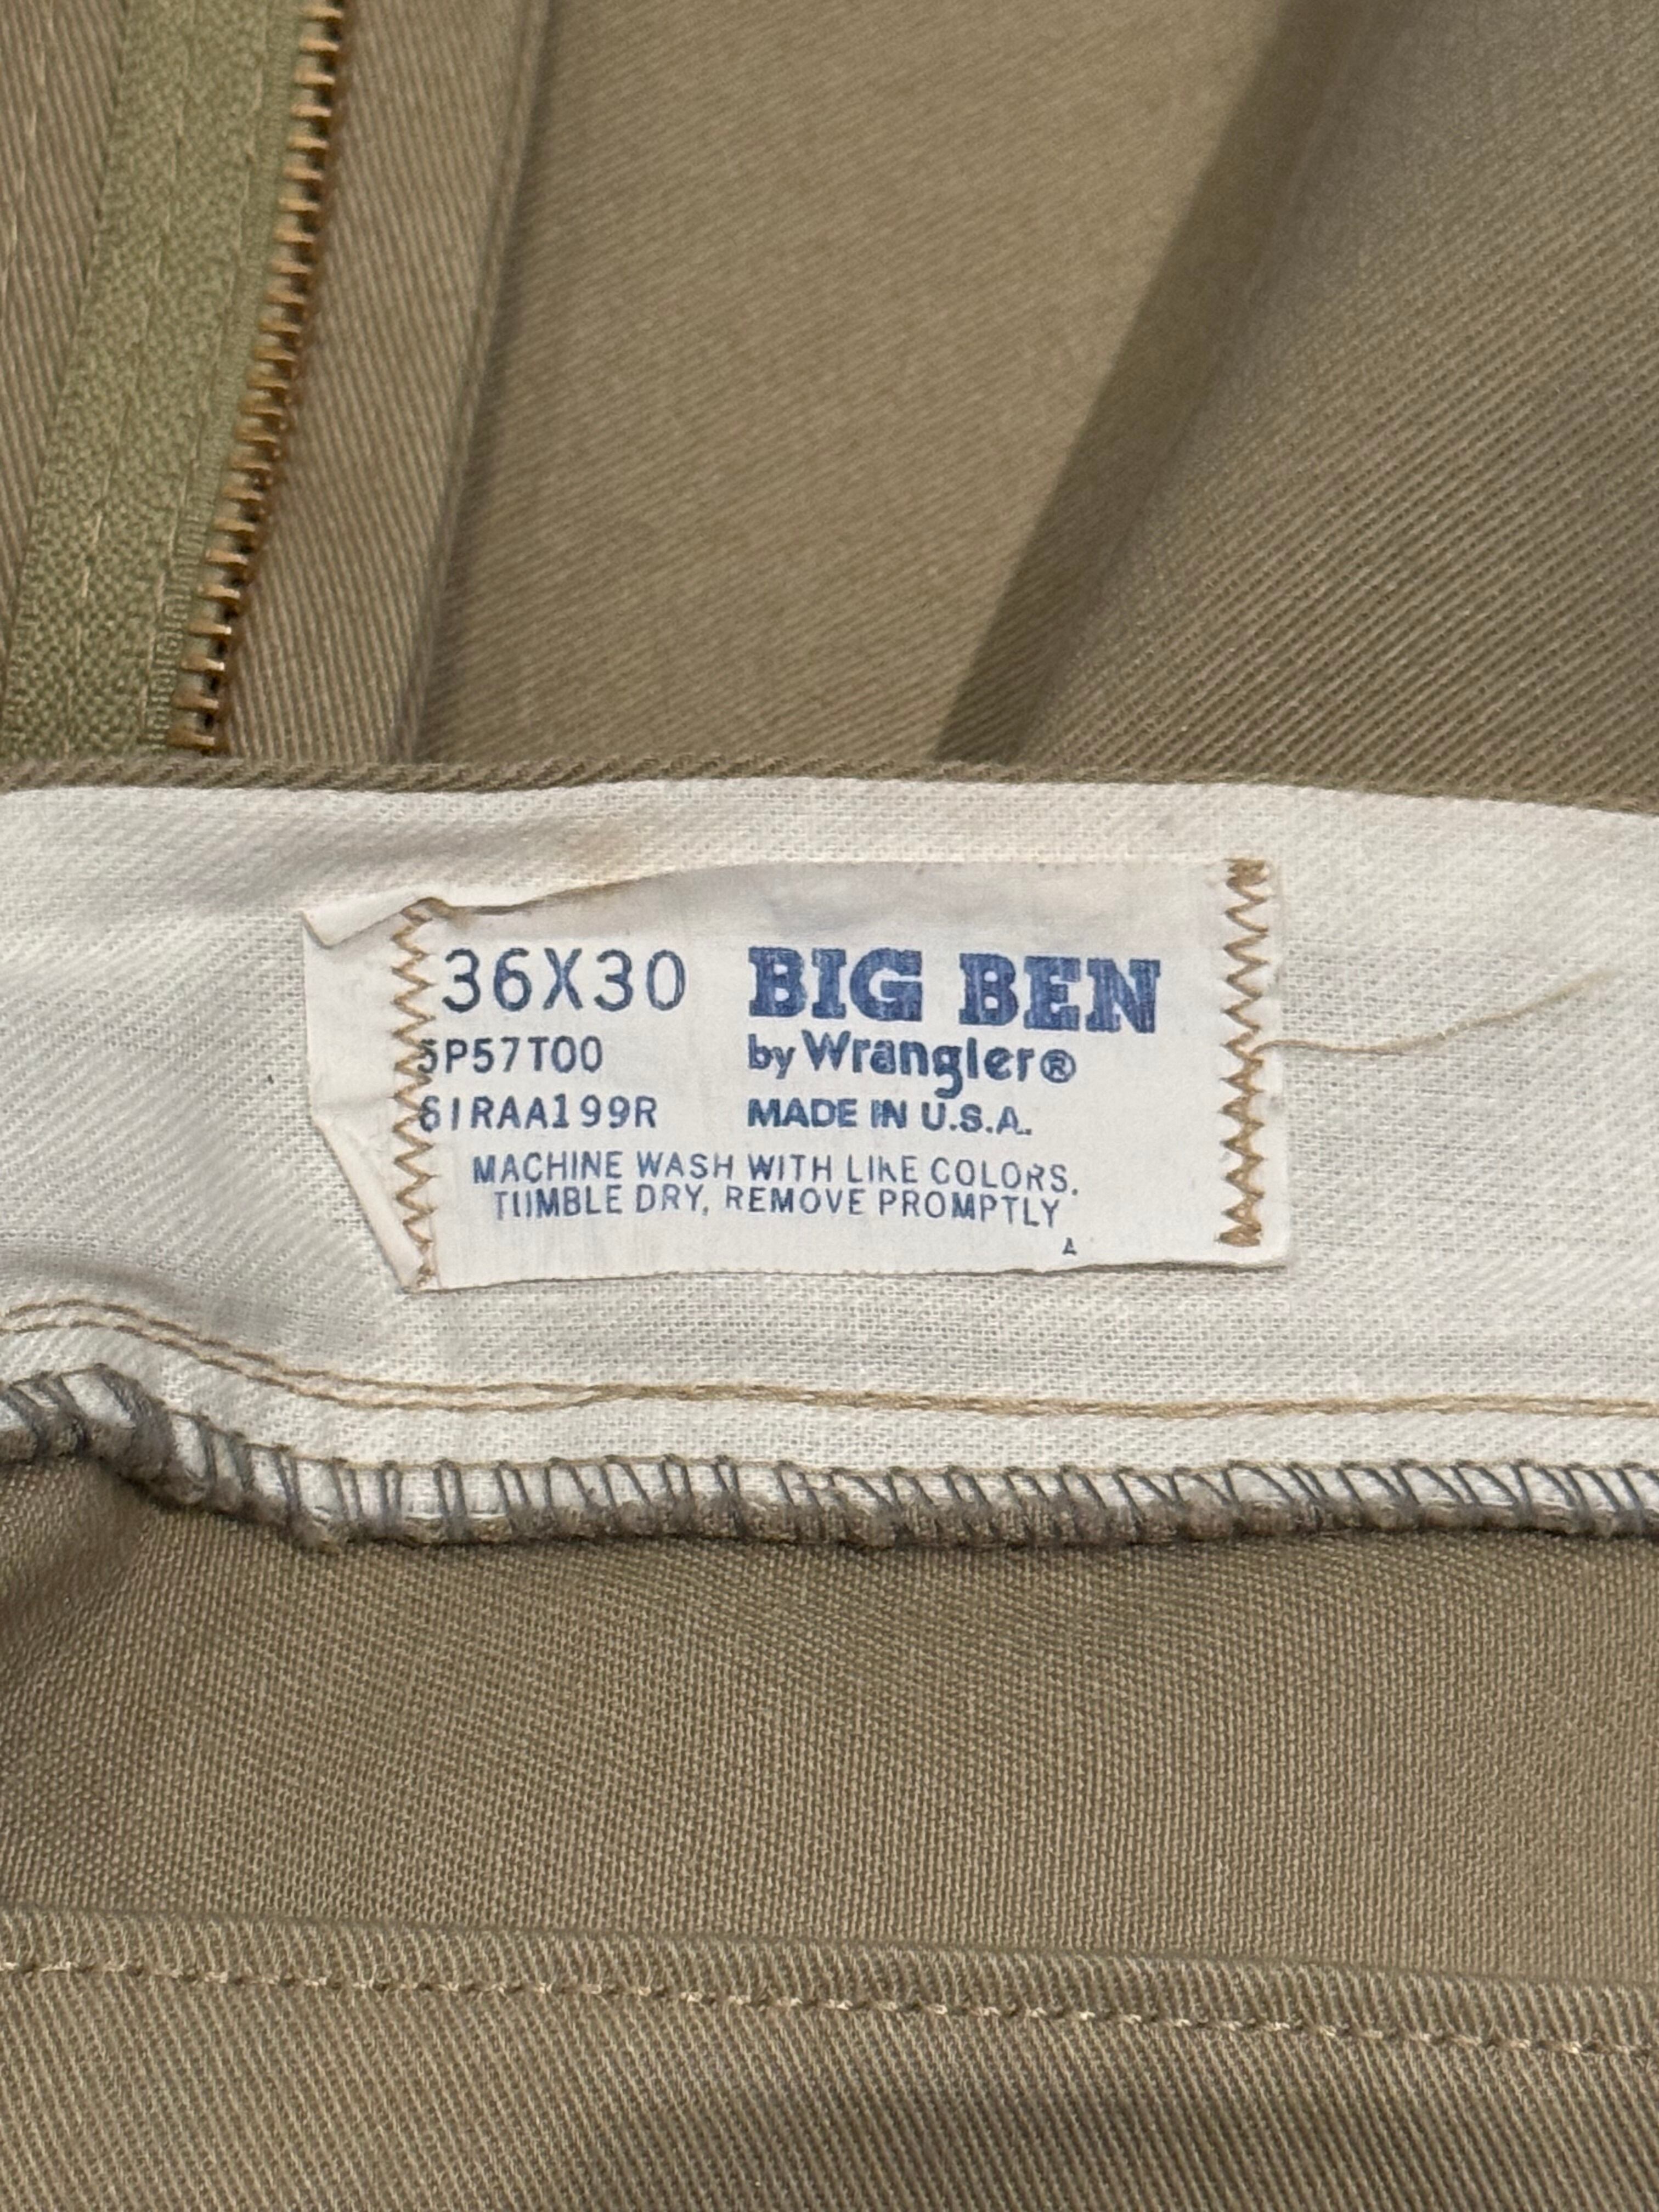 36X30 BIG BEN
5P57T00 by Wrangler®
61RAA199R MADE IN U.S.A.
MACHINE WASH WITH LIKE COLORS.
TUMBLE DRY, REMOVE PROMPTLY
A